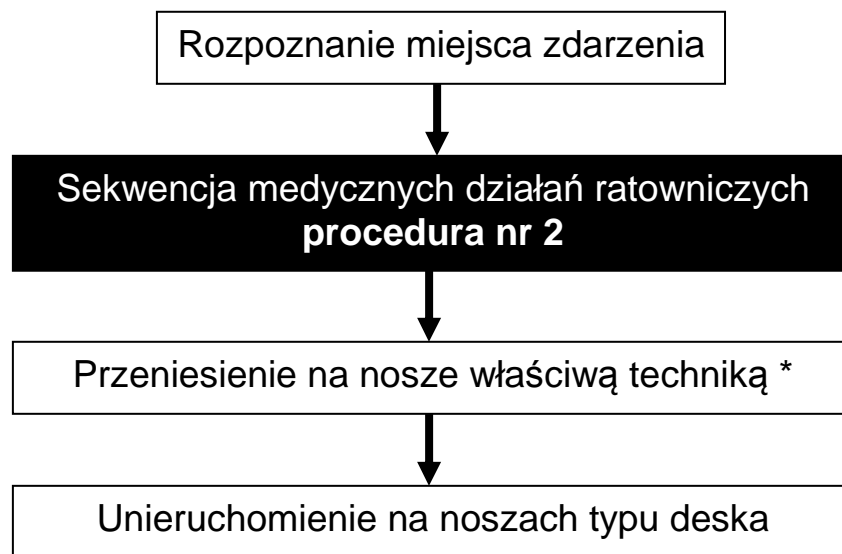 Rozpoznanie miejsca zdarzenia
Sekwencja medycznych działań ratowniczych
procedura nr 2
Przeniesienie na nosze właściwą techniką *
Unieruchomienie na noszach typu deska